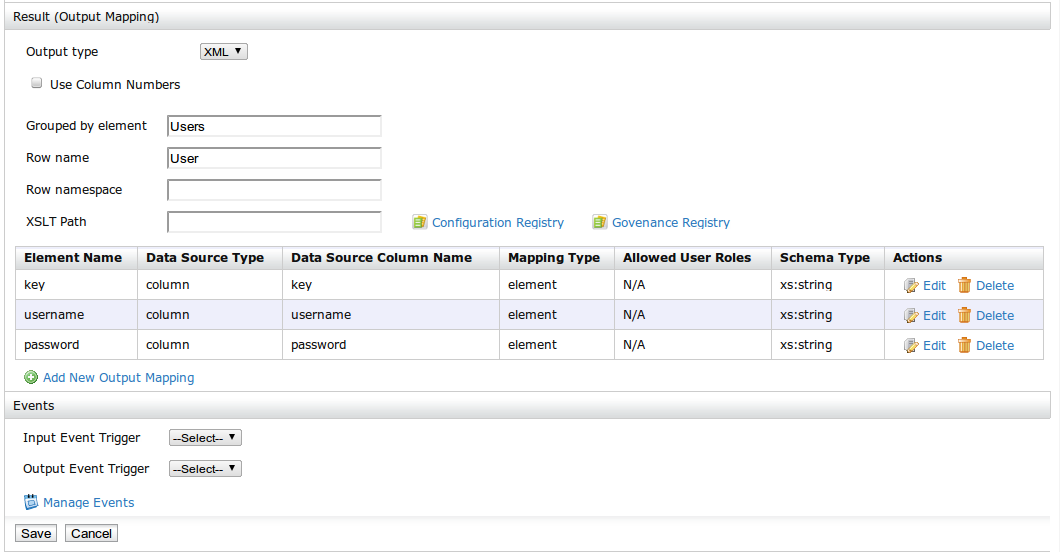 Result (Output Mapping)
Output type XML
Use Column Numbers
Grouped by element Users
Row name User
Row namespace
XSLT Path Configuration Registry Govenance Registry
Element Name Data Source Type Data Source Column Name Mapping Type Allowed User Roles Schema Type Actions
key column key element N/A xs:string Edit Delete
username column username element N/A xs:string Edit Delete
password column password element N/A xs:string Edit Delete
Add New Output Mapping
Events
Input Event Trigger --Select--
Output Event Trigger --Select--
Manage Events
Save Cancel